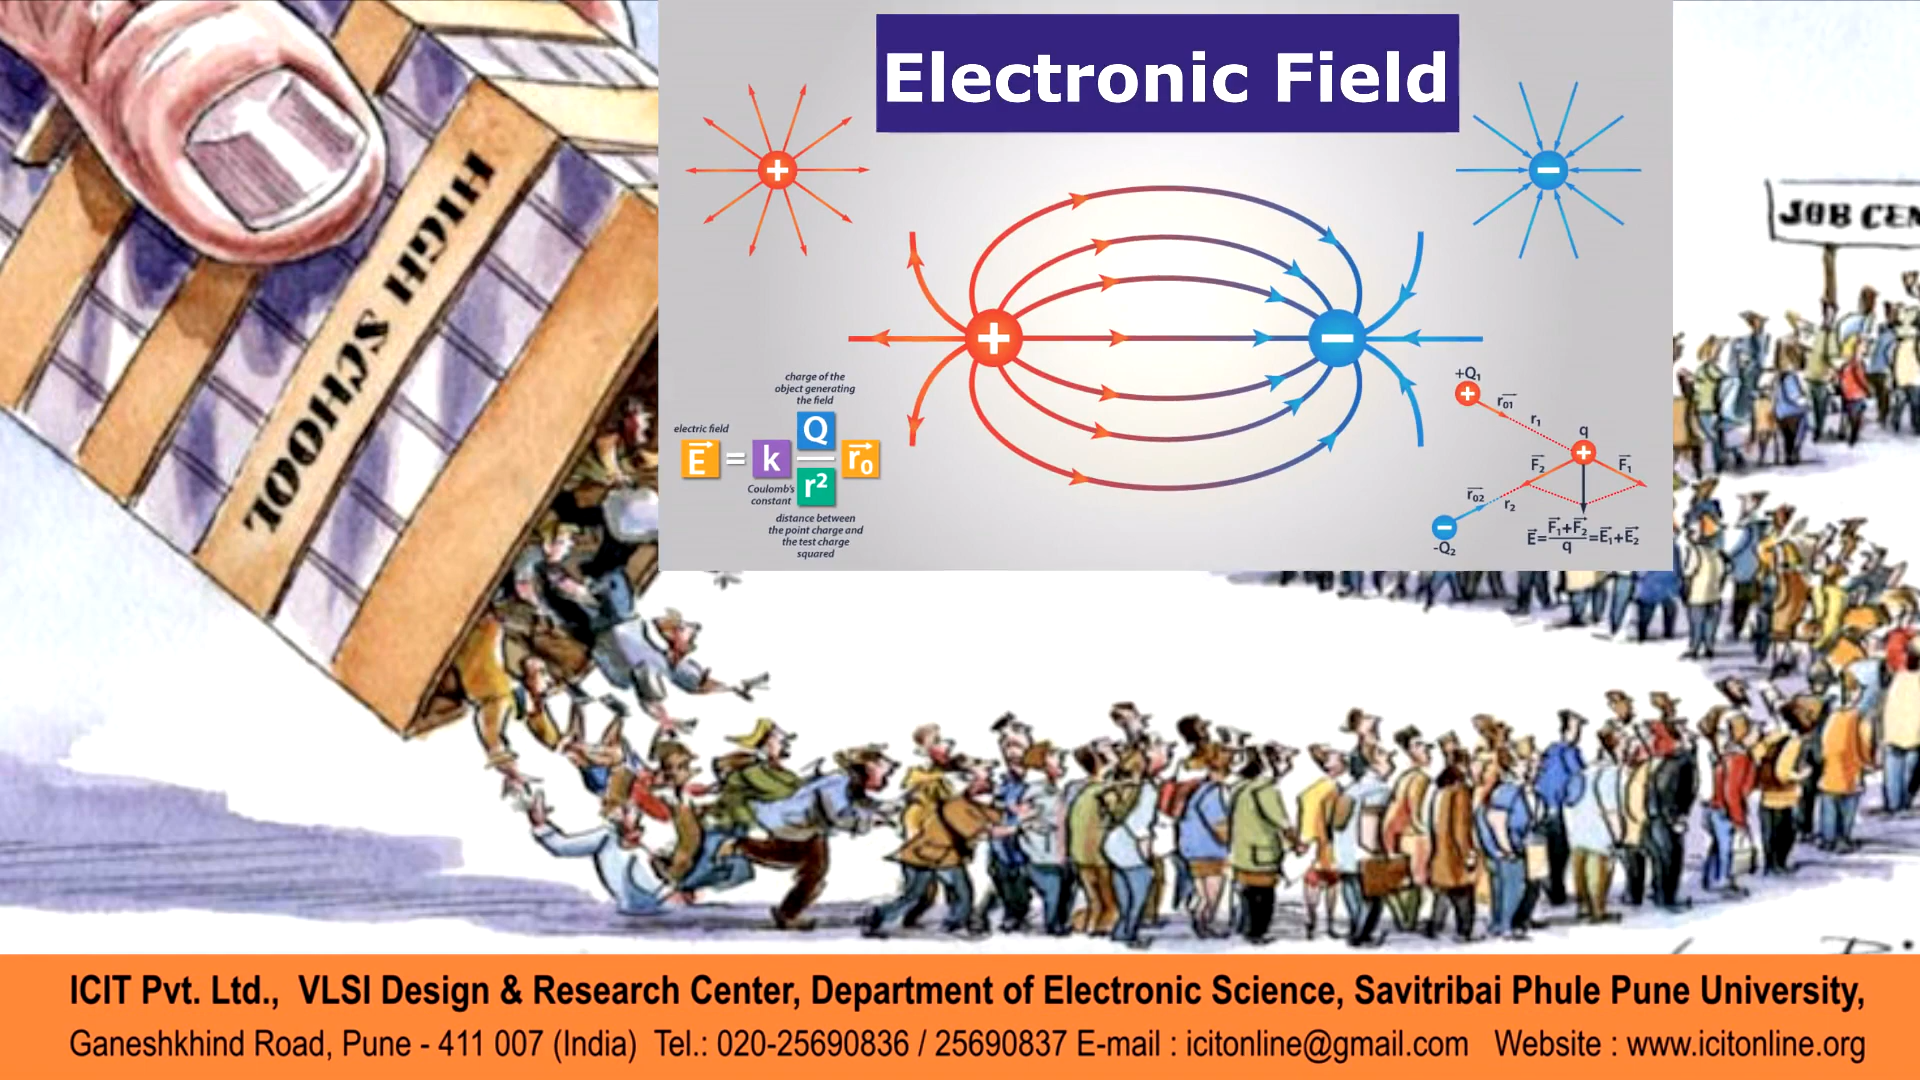 Electronic Field
HIGH SCHOOL
JOB CEN
charge of the
object generating
the field
electric field
E = k Q r₀
r²
Coulomb's
constant
distance between
the point charge and
the test charge
squared
+Q₁
r₀₁
r₁
q
F₂
F₁
r₀₂
r₂
-Q₂
E=F₁+F₂/q=E₁+E₂
ICIT Pvt. Ltd., VLSI Design & Research Center, Department of Electronic Science, Savitribai Phule Pune University,
Ganeshkhind Road, Pune - 411 007 (India) Tel.: 020-25690836 / 25690837 E-mail : icitonline@gmail.com Website : www.icitonline.org